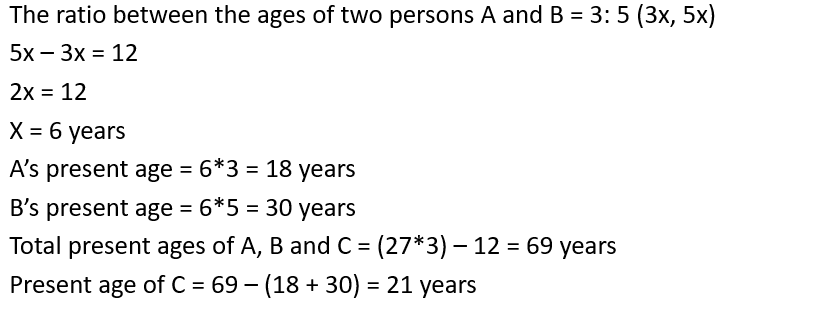 The ratio between the ages of two persons A and B = 3: 5 (3x, 5x)
5x – 3x = 12
2x = 12
X = 6 years
A’s present age = 6*3 = 18 years
B’s present age = 6*5 = 30 years
Total present ages of A, B and C = (27*3) – 12 = 69 years
Present age of C = 69 – (18 + 30) = 21 years